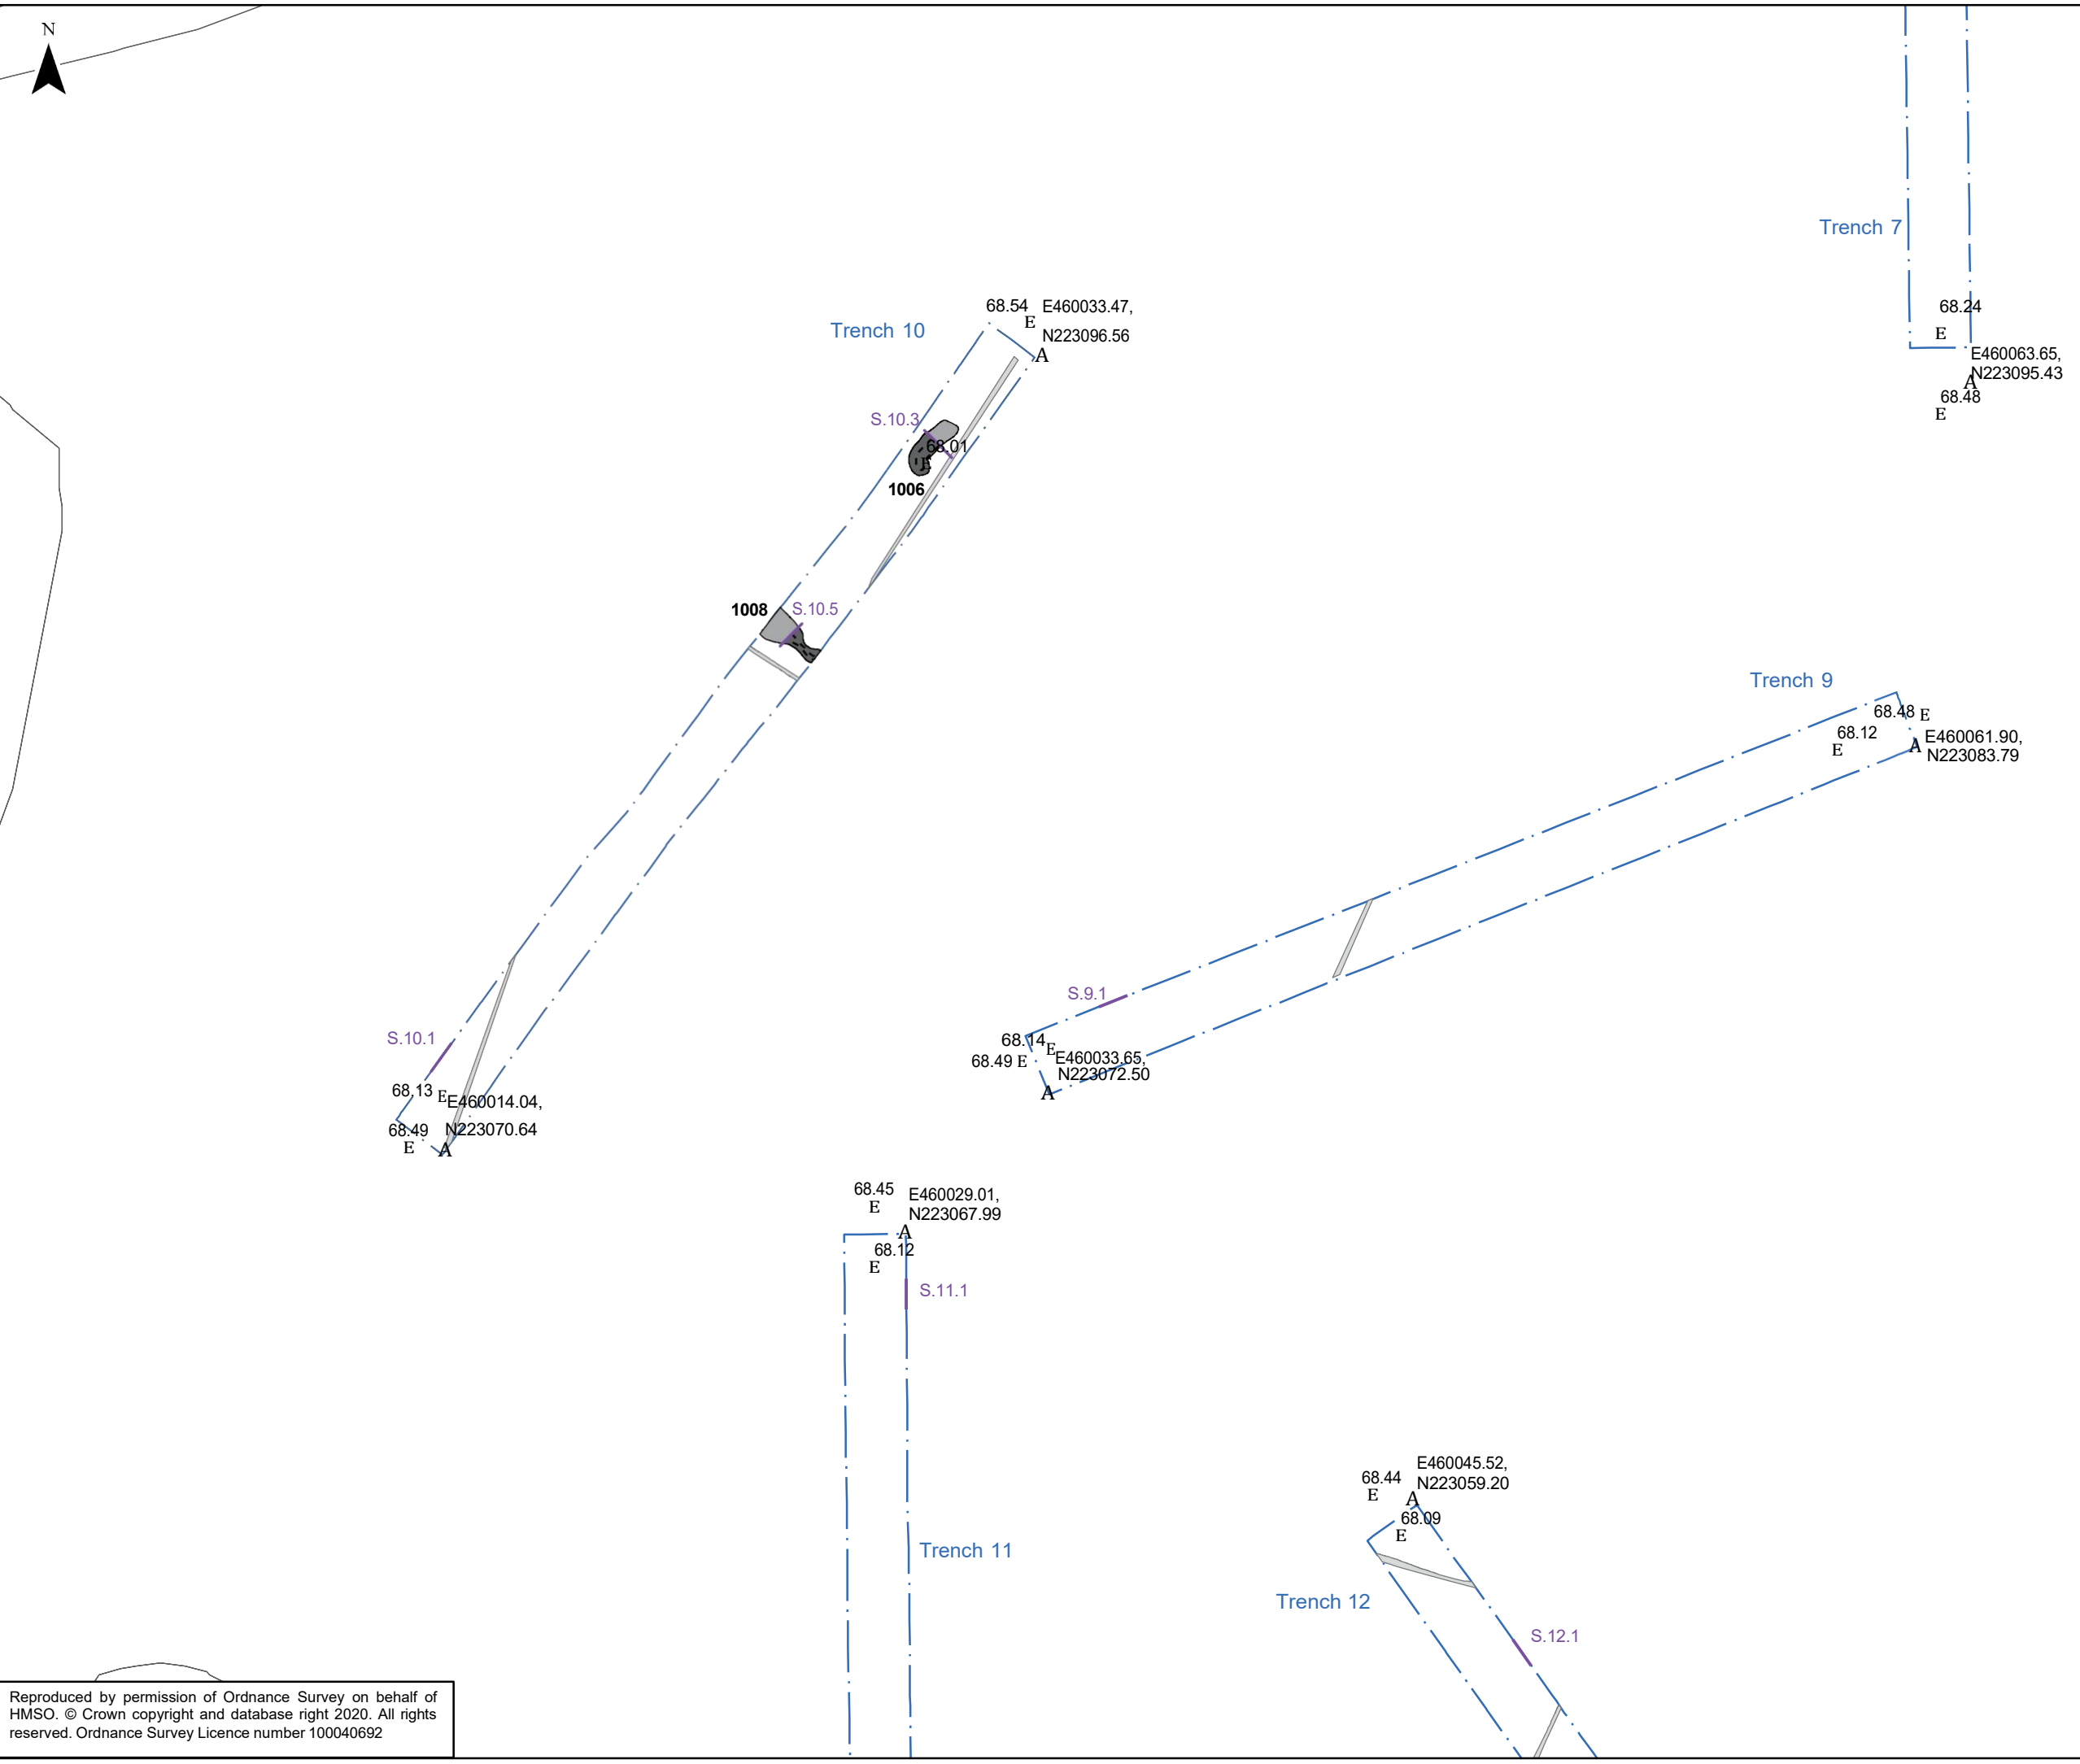 N
Trench 7
68.24
E
E460063.65,
N223095.43
A
68.48
E
68.54
E
E460033.47,
N223096.56
A
Trench 10
S.10.3
68.01
E
1006
1008
S.10.5
Trench 9
68.48 E
68.12
E
A
E460061.90,
N223083.79
S.9.1
68.14
E
68.49 E
E460033.65,
N223072.50
A
S.10.1
68.13
E
E460014.04,
N223070.64
68.49
E
A
68.45
E
E460029.01,
N223067.99
A
68.12
E
S.11.1
Trench 11
E460045.52,
N223059.20
68.44
E
A
68.09
E
Trench 12
S.12.1
Reproduced by permission of Ordnance Survey on behalf of
HMSO. © Crown copyright and database right 2020. All rights
reserved. Ordnance Survey Licence number 100040692